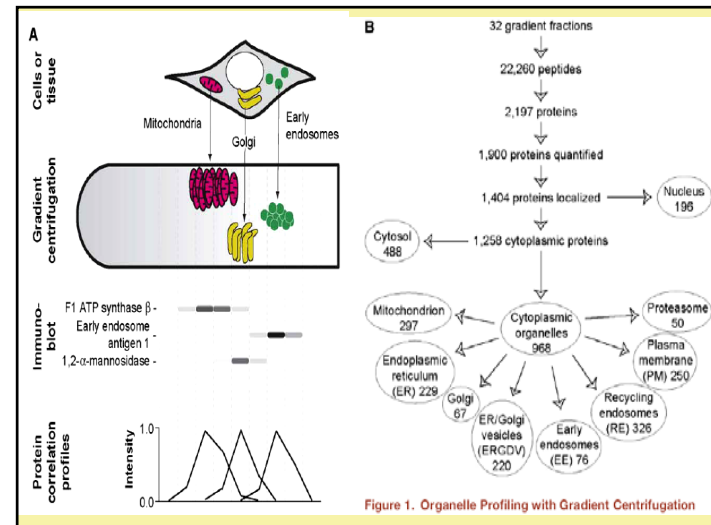 A
Cells or
tissue
Mitochondria
Golgi
Early
endosomes
Gradient
centrifugation
Immuno-
blot
F1 ATP synthase β -
Early endosome
antigen 1 -
1,2-α-mannosidase -
Protein
correlation
profiles
Intensity
1.0
0.0
B
32 gradient fractions
22,260 peptides
2,197 proteins
1,900 proteins quantified
1,404 proteins localized
Nucleus
196
Cytosol
488
1,258 cytoplasmic proteins
Mitochondrion
297
Cytoplasmic
organelles
968
Proteasome
50
Endoplasmic
reticulum
(ER) 229
Plasma
membrane
(PM) 250
Golgi
67
ER/Golgi
vesicles
(ERGDV)
220
Early
endosomes
(EE) 76
Recycling
endosomes
(RE) 326
Figure 1. Organelle Profiling with Gradient Centrifugation